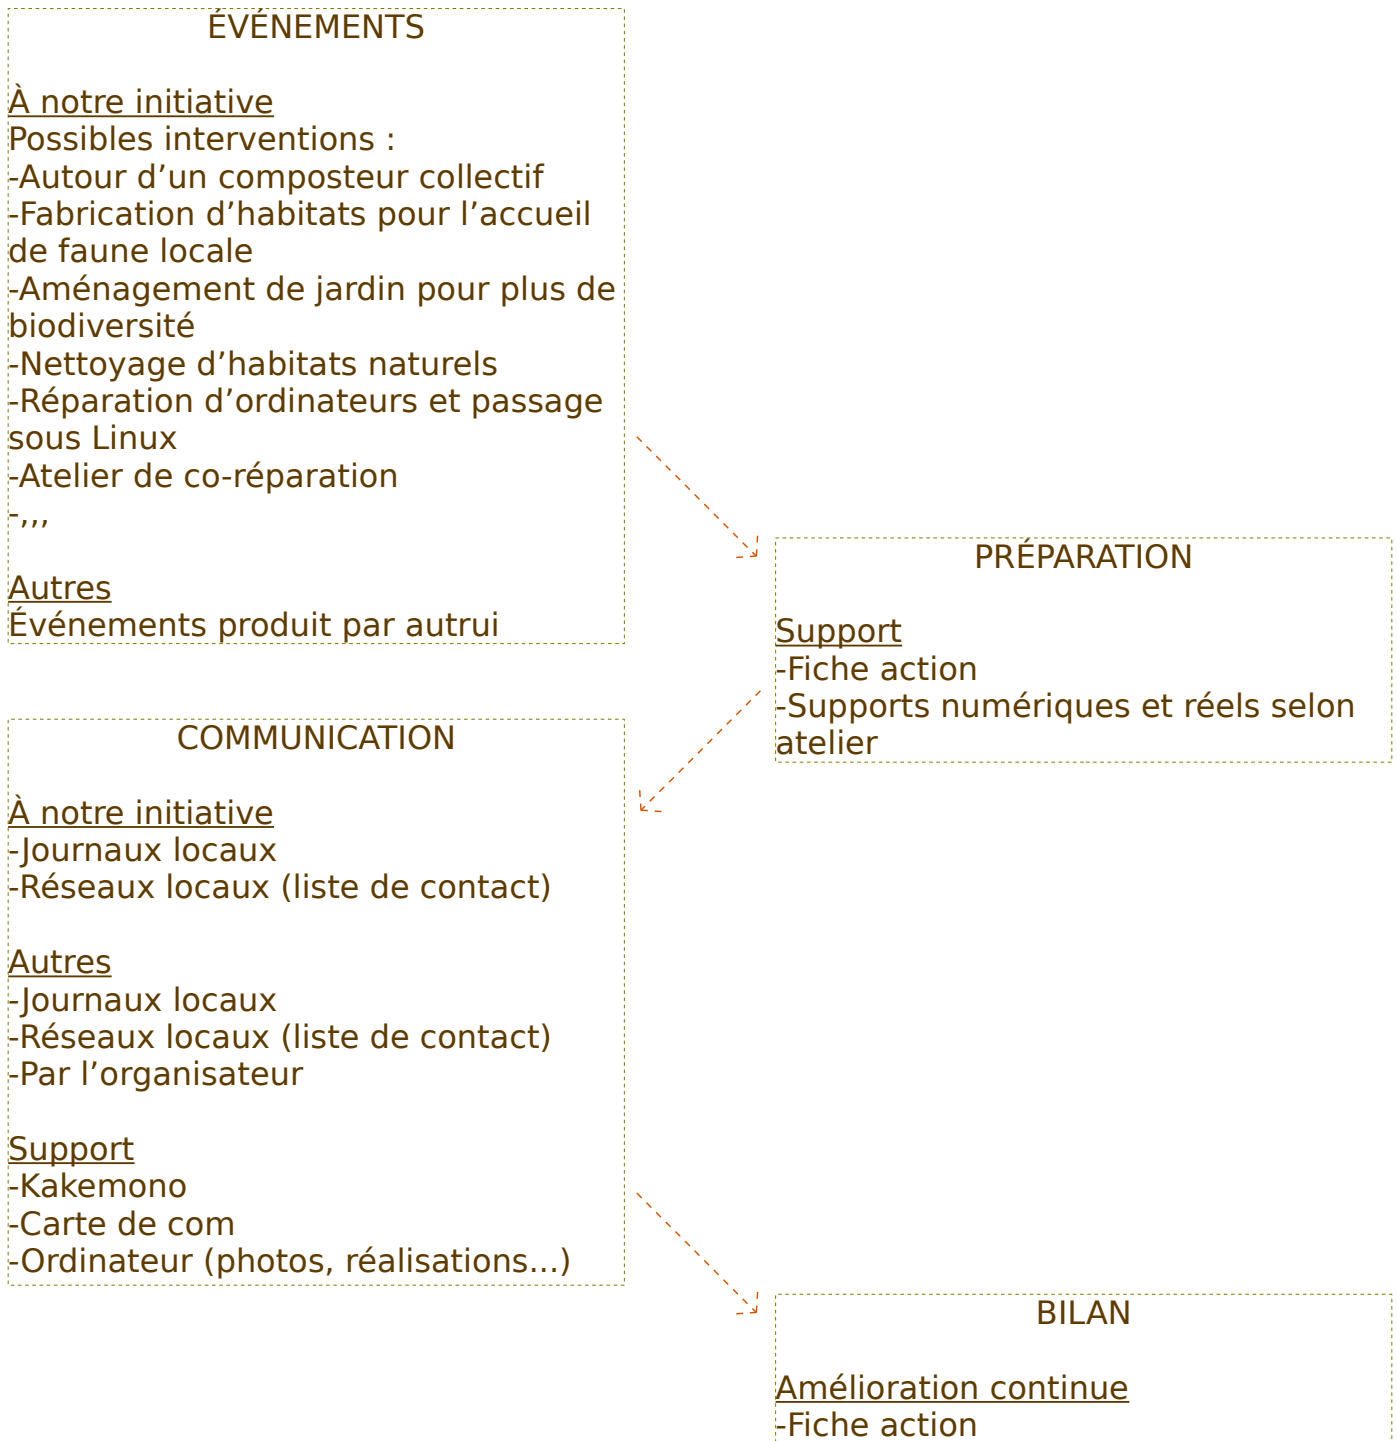 ÉVÉNEMENTS
À notre initiative
Possibles interventions :
-Autour d’un composteur collectif
-Fabrication d’habitats pour l’accueil
de faune locale
-Aménagement de jardin pour plus de
biodiversité
-Nettoyage d’habitats naturels
-Réparation d’ordinateurs et passage
sous Linux
-Atelier de co-réparation
-,,,
Autres
Événements produit par autrui
PRÉPARATION
Support
-Fiche action
-Supports numériques et réels selon
atelier
COMMUNICATION
À notre initiative
-Journaux locaux
-Réseaux locaux (liste de contact)
Autres
-Journaux locaux
-Réseaux locaux (liste de contact)
-Par l’organisateur
Support
-Kakemono
-Carte de com
-Ordinateur (photos, réalisations...)
BILAN
Amélioration continue
-Fiche action